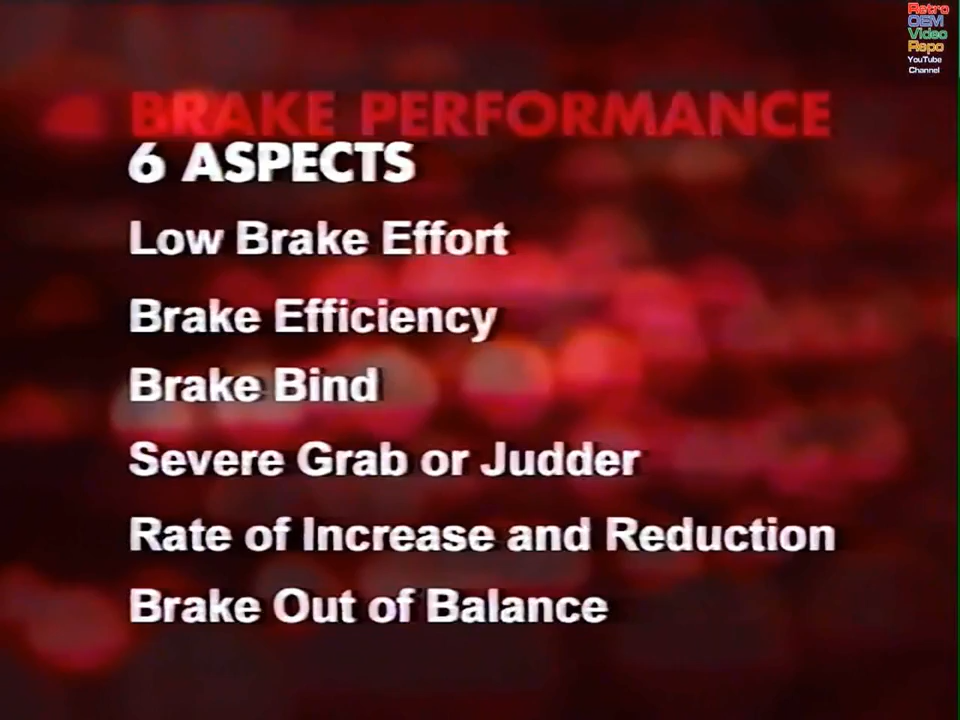 Retro
OEM
Video
Repo
YouTube
Channel
BRAKE PERFORMANCE
6 ASPECTS
Low Brake Effort
Brake Efficiency
Brake Bind
Severe Grab or Judder
Rate of Increase and Reduction
Brake Out of Balance